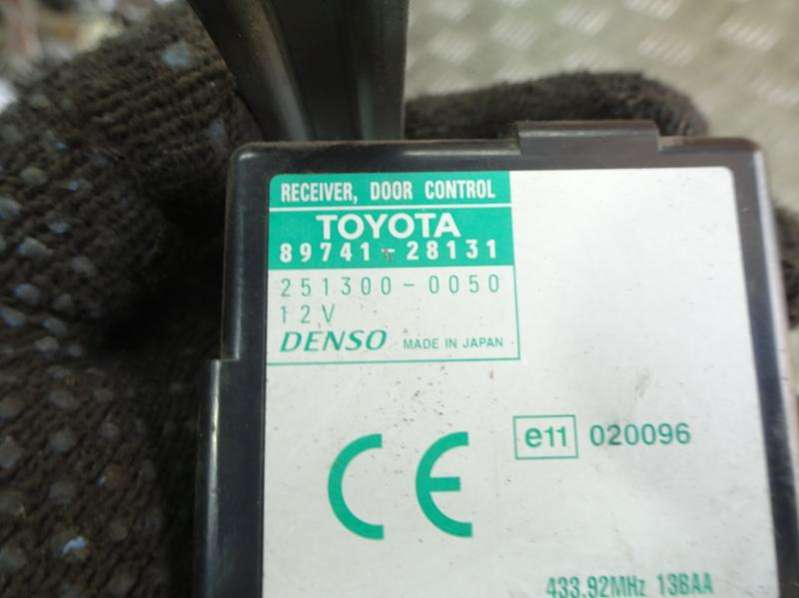 RECEIVER, DOOR CONTROL
TOYOTA
89741-28131
251300-0050
12V
DENSO MADE IN JAPAN
CE
e11 020096
433.92MHz 13BAA